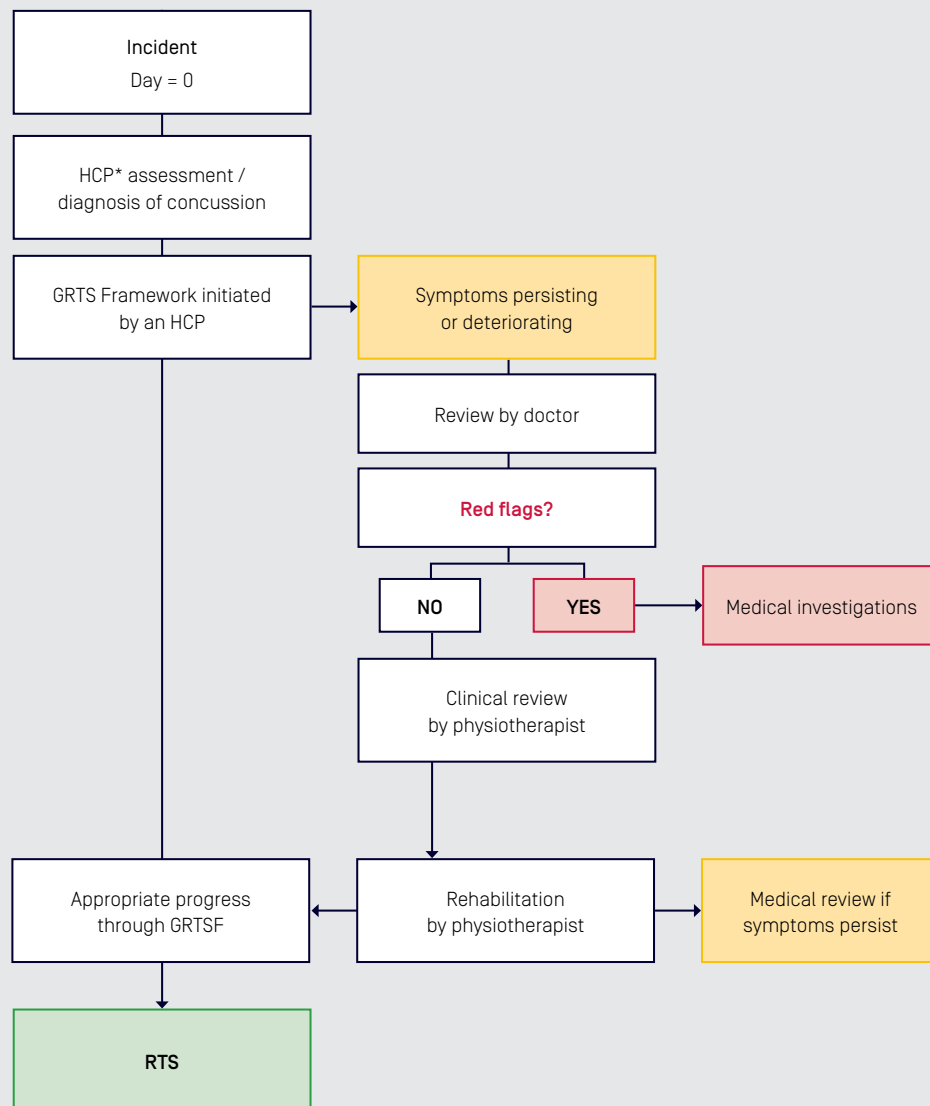 Incident
Day = 0
HCP* assessment /
diagnosis of concussion
GRTS Framework initiated
by an HCP
Symptoms persisting
or deteriorating
Review by doctor
Red flags?
NO
YES
Medical investigations
Clinical review
by physiotherapist
Appropriate progress
through GRTSF
Rehabilitation
by physiotherapist
Medical review if
symptoms persist
RTS